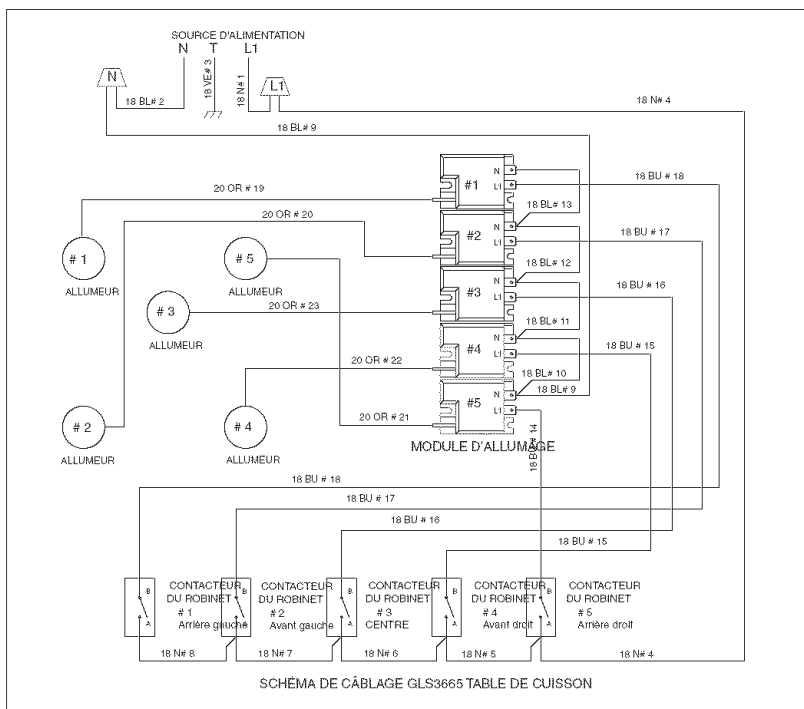 SOURCE D'ALIMENTATION
N T L1
N
18 BL# 2
18 VE# 3
18 N# 1
L1
18 N# 4
18 BL# 9
#1
N
L1
18 BU # 18
20 OR # 19
18 BL# 13
20 OR # 20
#2
N
L1
18 BU # 17
# 1
ALLUMEUR
# 5
ALLUMEUR
18 BL# 12
#3
N
L1
18 BU # 16
20 OR # 23
# 3
ALLUMEUR
18 BL# 11
#4
N
L1
18 BU # 15
20 OR # 22
18 BL# 10
18 BL# 9
#5
N
L1
20 OR # 21
# 2
ALLUMEUR
# 4
ALLUMEUR
MODULE D'ALLUMAGE
18 BU # 14
18 BU # 18
18 BU # 17
18 BU # 16
18 BU # 15
B
A
CONTACTEUR
DU ROBINET
# 1
Arrière gauche
B
A
CONTACTEUR
DU ROBINET
# 2
Avant gauche
B
A
CONTACTEUR
DU ROBINET
# 3
CENTRE
B
A
CONTACTEUR
DU ROBINET
# 4
Avant droit
B
A
CONTACTEUR
DU ROBINET
# 5
Arrière droit
18 N# 8
18 N# 7
18 N# 6
18 N# 5
18 N# 4
SCHÉMA DE CÂBLAGE GLS3665 TABLE DE CUISSON